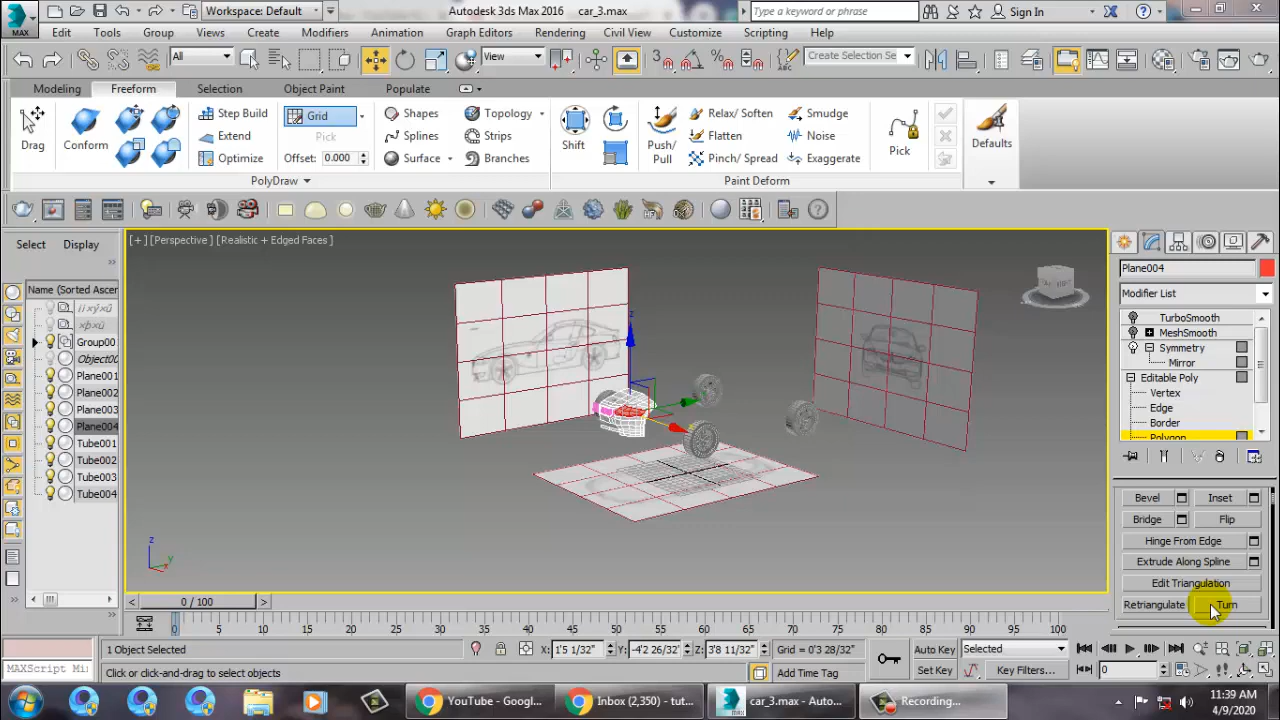 Workspace: Default
Autodesk 3ds Max 2016
car_3.max
Type a keyword or phrase
Sign In
MAX
Edit
Tools
Group
Views
Create
Modifiers
Animation
Graph Editors
Rendering
Civil View
Customize
Scripting
Help
All
View
3
Create Selection Se
Modeling
Freeform
Selection
Object Paint
Populate
Drag
Conform
Step Build
Extend
Optimize
Grid
Pick
Offset: 0.000
Shapes
Splines
Surface
Topology
Strips
Branches
Shift
Push/
Pull
Relax/ Soften
Flatten
Pinch/ Spread
Smudge
Noise
Exaggerate
Pick
Defaults
PolyDraw
Paint Deform
Select
Display
Name (Sorted Ascen
Group00
Object00
Plane001
Plane002
Plane003
Plane004
Tube001
Tube002
Tube003
Tube004
[+] [Perspective] [Realistic + Edged Faces]
z
z
y
Plane004
Modifier List
TurboSmooth
MeshSmooth
Symmetry
Mirror
Editable Poly
Vertex
Edge
Border
Polygon
Bevel
Inset
Bridge
Flip
Hinge From Edge
Extrude Along Spline
Edit Triangulation
Retriangulate
Turn
0 / 100
0 5 10 15 20 25 30 35 40 45 50 55 60 65 70 75 80 85 90 95 100
1 Object Selected
X: 1'5 1/32"
Y: -4'2 26/32"
Z: 3'8 11/32"
Grid = 0'3 28/32"
Auto Key
Selected
MAXScript Mi
Click or click-and-drag to select objects
Add Time Tag
Set Key
Key Filters...
0
YouTube - Googl...
Inbox (2,350) - tut...
car_3.max - Auto...
Recording...
11:39 AM
4/9/2020